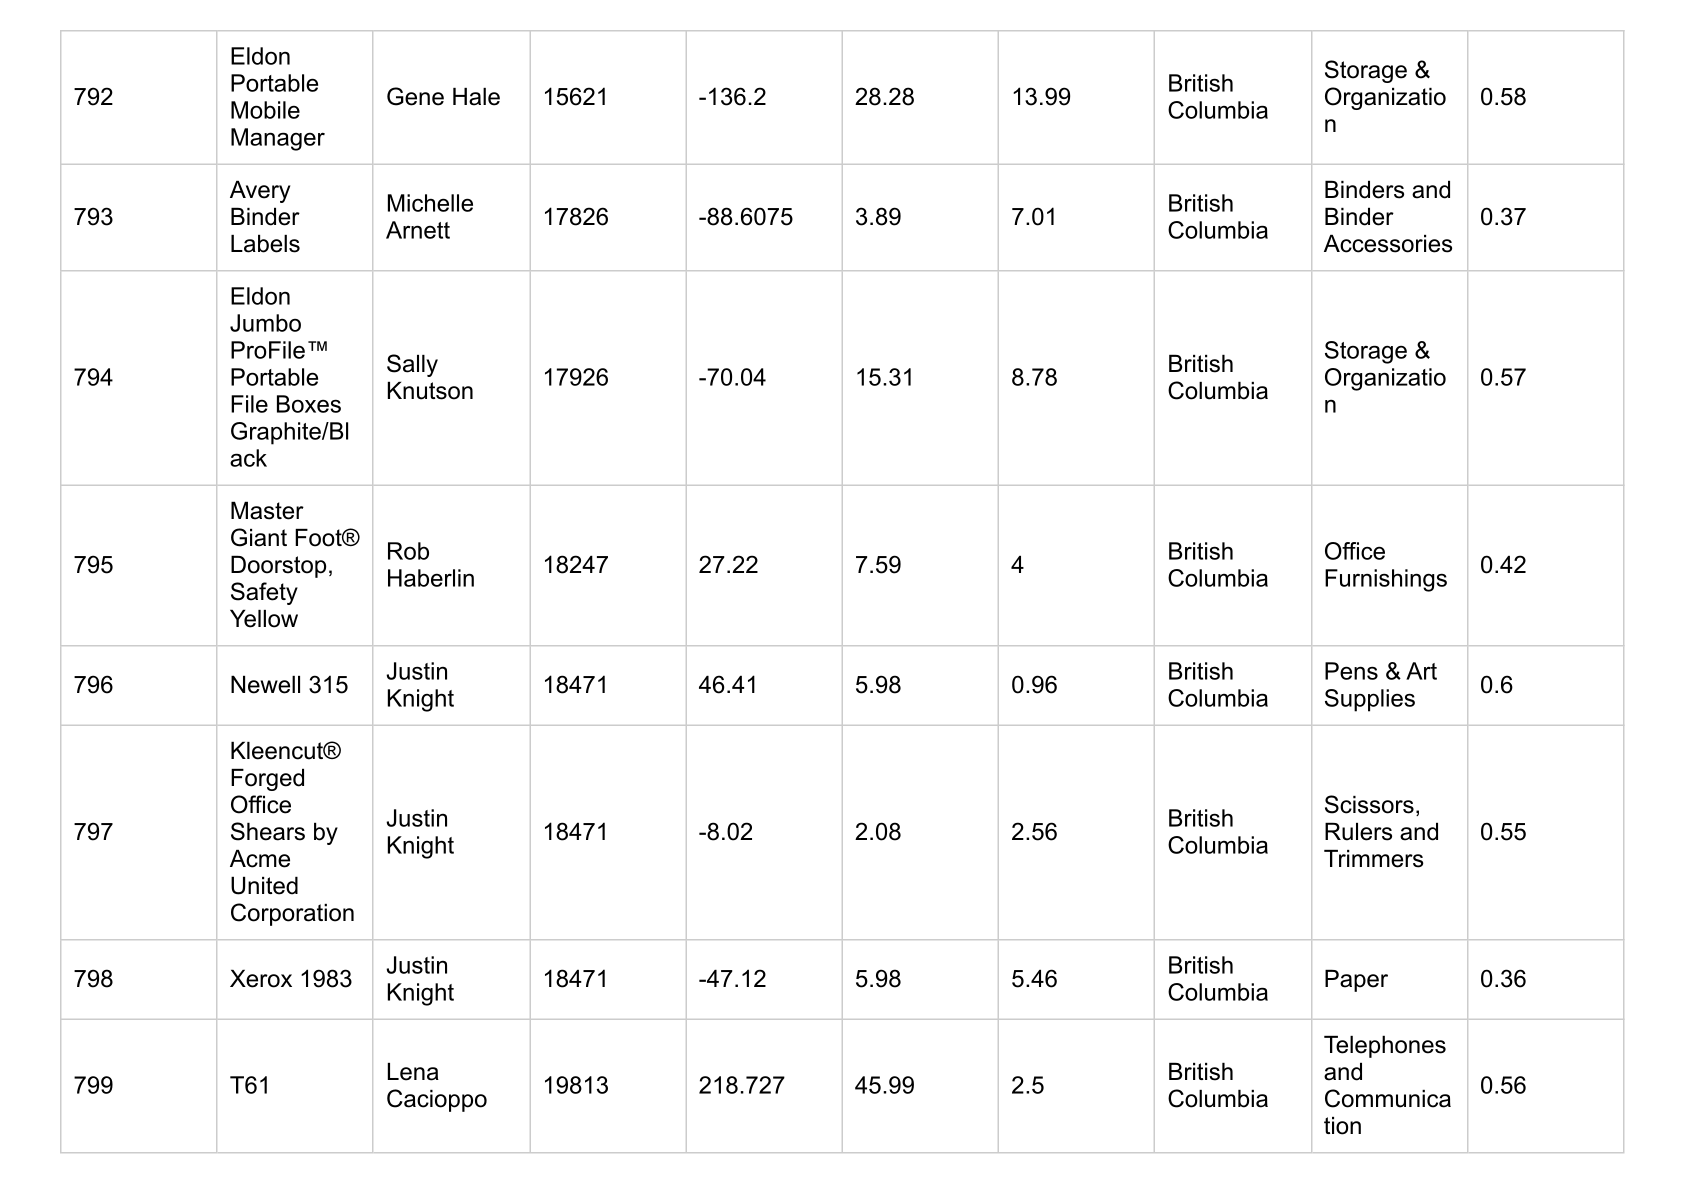 792
Eldon
Portable
Mobile
Manager
Gene Hale
15621
-136.2
28.28
13.99
British
Columbia
Storage &
Organizatio
n
0.58
793
Avery
Binder
Labels
Michelle
Arnett
17826
-88.6075
3.89
7.01
British
Columbia
Binders and
Binder
Accessories
0.37
794
Eldon
Jumbo
ProFile™
Portable
File Boxes
Graphite/Bl
ack
Sally
Knutson
17926
-70.04
15.31
8.78
British
Columbia
Storage &
Organizatio
n
0.57
795
Master
Giant Foot®
Doorstop,
Safety
Yellow
Rob
Haberlin
18247
27.22
7.59
4
British
Columbia
Office
Furnishings
0.42
796
Newell 315
Justin
Knight
18471
46.41
5.98
0.96
British
Columbia
Pens & Art
Supplies
0.6
797
Kleencut®
Forged
Office
Shears by
Acme
United
Corporation
Justin
Knight
18471
-8.02
2.08
2.56
British
Columbia
Scissors,
Rulers and
Trimmers
0.55
798
Xerox 1983
Justin
Knight
18471
-47.12
5.98
5.46
British
Columbia
Paper
0.36
799
T61
Lena
Cacioppo
19813
218.727
45.99
2.5
British
Columbia
Telephones
and
Communica
tion
0.56